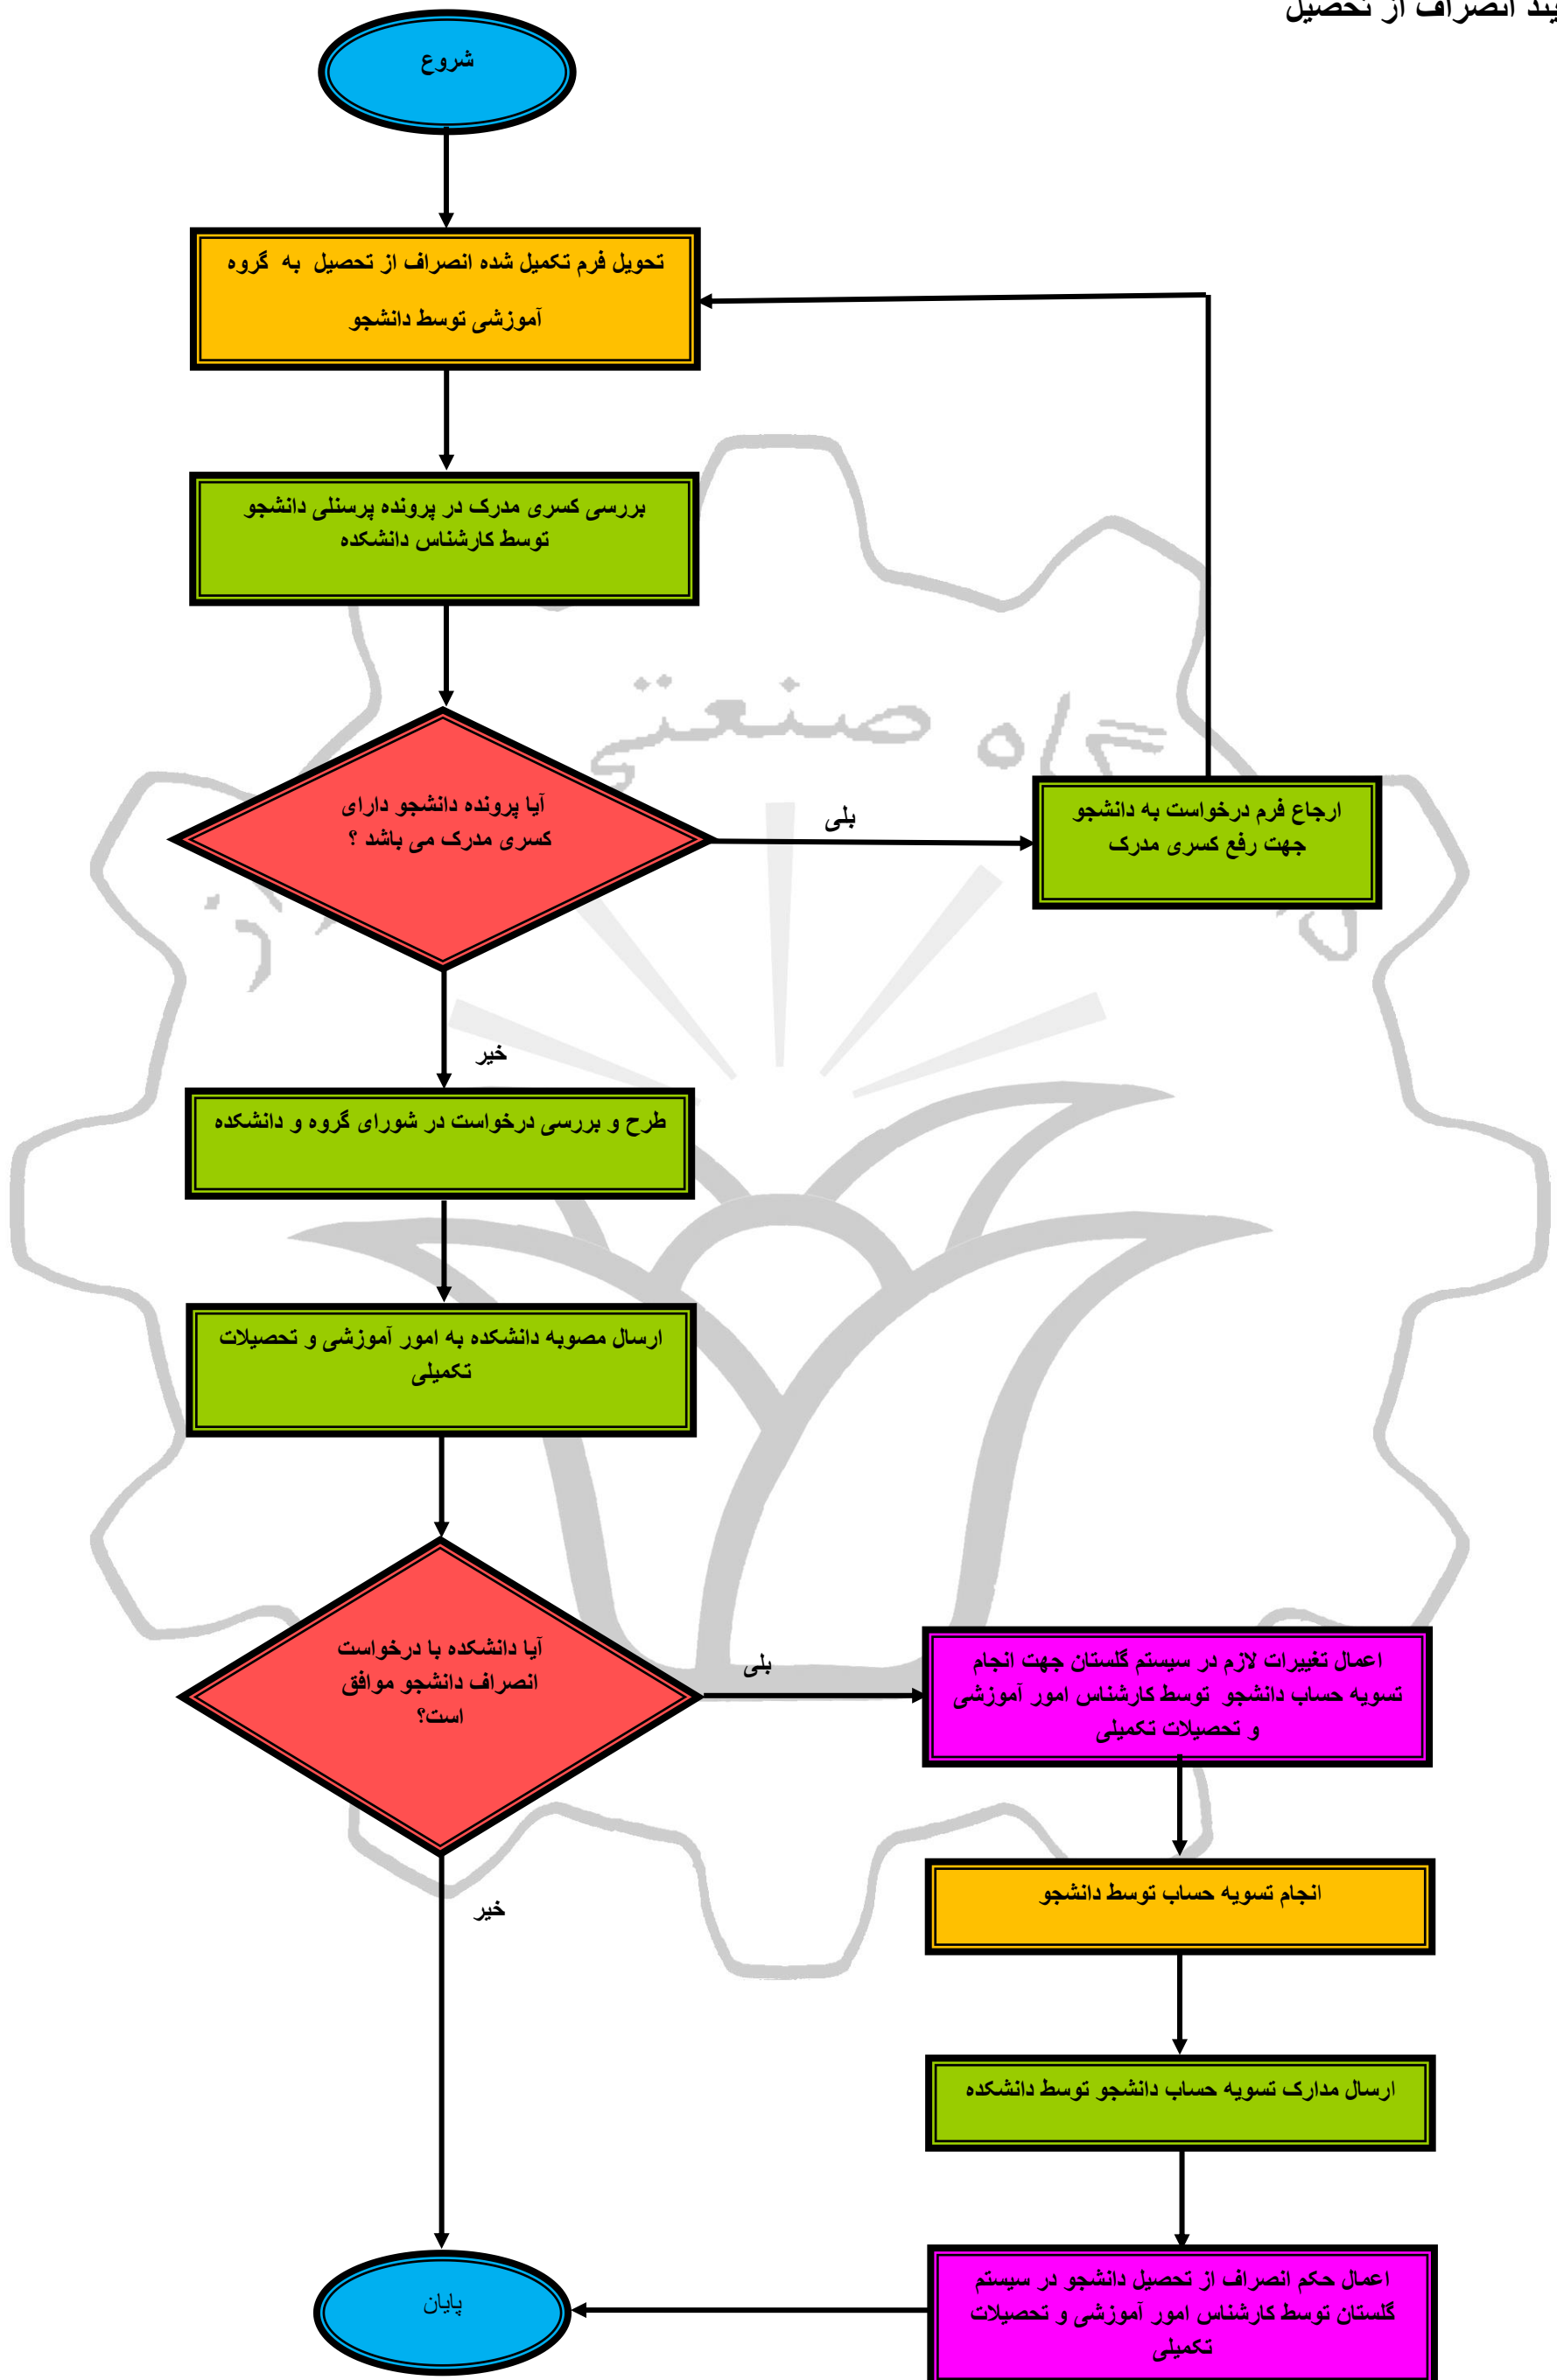 انصراف از تحصیل
شروع
تحویل فرم تکمیل شده انصراف از تحصیل به گروه
آموزشی توسط دانشجو
بررسی کسری مدرک در پرونده پرسنلی دانشجو
توسط کارشناس دانشکده
صنعتی
آیا پرونده دانشجو دارای
کسری مدرک می باشد ؟
بلی
ارجاع فرم درخواست به دانشجو
جهت رفع کسری مدرک
خیر
طرح و بررسی درخواست در شورای گروه و دانشکده
ارسال مصوبه دانشکده به امور آموزشی و تحصیلات
تکمیلی
آیا دانشکده با درخواست
انصراف دانشجو موافق
است؟
بلی
اعمال تغییرات لازم در سیستم گلستان جهت انجام
تسویه حساب دانشجو توسط کارشناس امور آموزشی
و تحصیلات تکمیلی
خیر
انجام تسویه حساب توسط دانشجو
ارسال مدارک تسویه حساب دانشجو توسط دانشکده
اعمال حکم انصراف از تحصیل دانشجو در سیستم
گلستان توسط کارشناس امور آموزشی و تحصیلات
تکمیلی
پایان